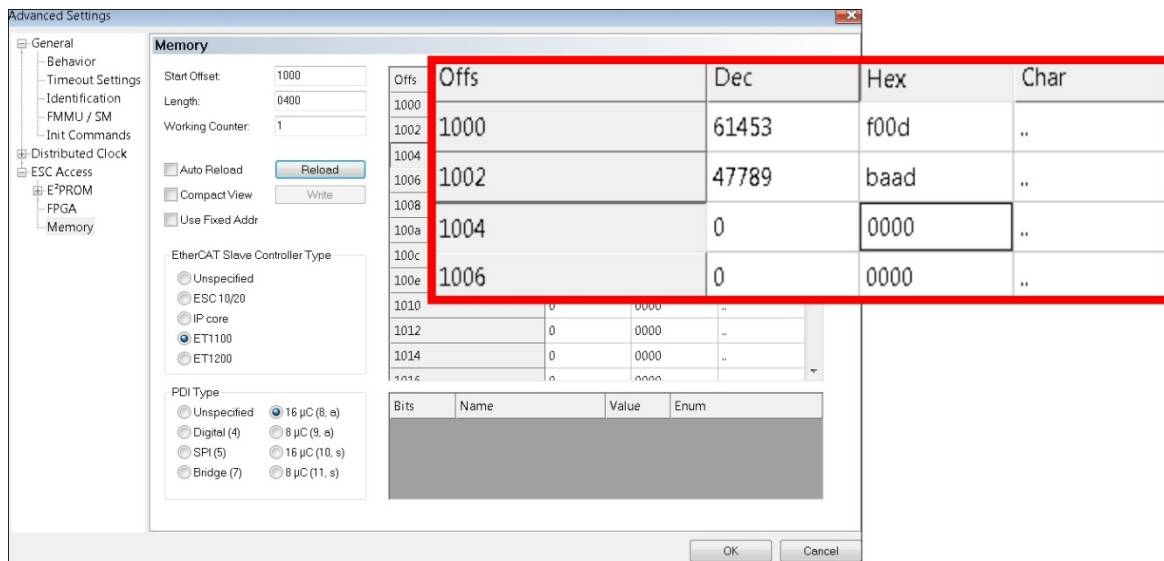 Advanced Settings
General
Behavior
Timeout Settings
Identification
FMMU / SM
Init Commands
Distributed Clock
ESC Access
E²PROM
FPGA
Memory
Memory
Start Offset: 1000
Length: 0400
Working Counter: 1
Auto Reload Reload
Compact View Write
Use Fixed Addr
EtherCAT Slave Controller Type
Unspecified
ESC 10/20
IP core
ET1100
ET1200
PDI Type
Unspecified 16 µC (8, a)
Digital (4) 8 µC (9, a)
SPI (5) 16 µC (10, s)
Bridge (7) 8 µC (11, s)
Offs
1000
1002
1004
1006
1008
100a
100c
100e
1010 0 0000 ..
1012 0 0000 ..
1014 0 0000 ..
1016 0 0000
Offs Dec Hex Char
1000 61453 f00d ..
1002 47789 baad ..
1004 0 0000 ..
1006 0 0000 ..
Bits Name Value Enum
OK Cancel